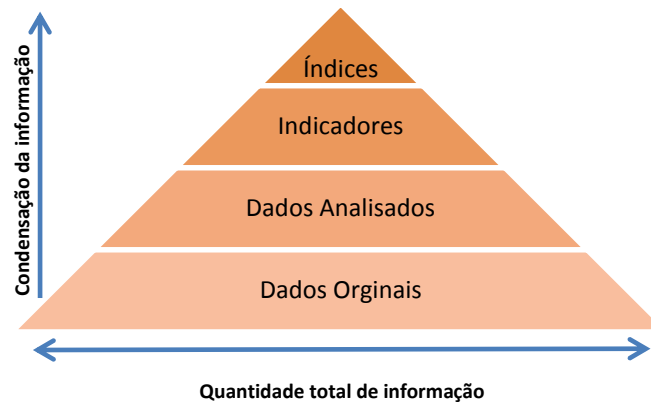 Condensação da informação
Índices
Indicadores
Dados Analisados
Dados Orginais
Quantidade total de informação